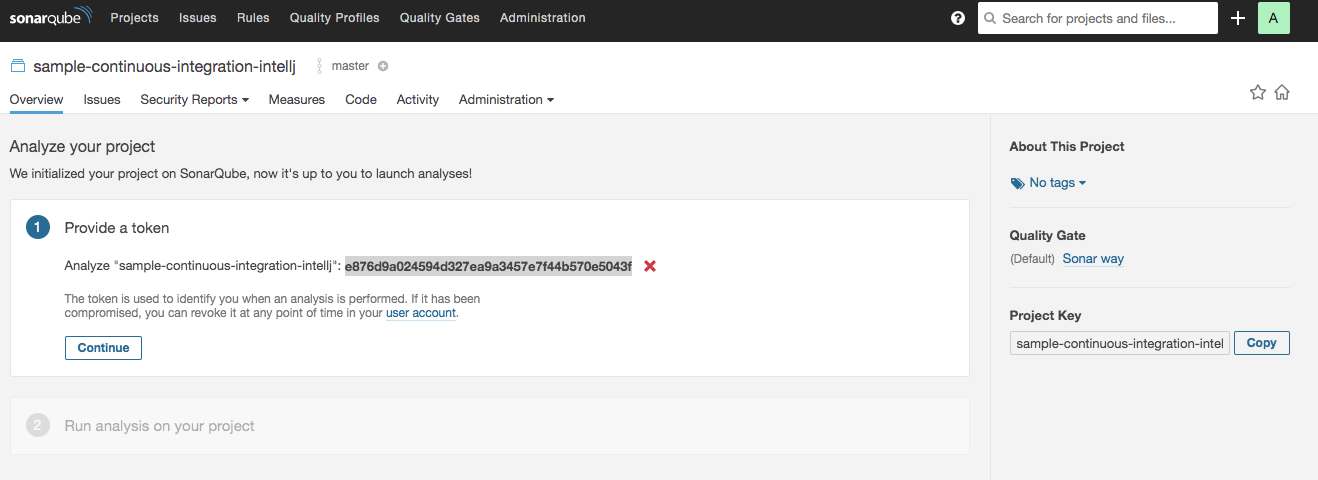 sonarqube Projects Issues Rules Quality Profiles Quality Gates Administration ? Search for projects and files... A
sample-continuous-integration-intellj master
Overview Issues Security Reports Measures Code Activity Administration
Analyze your project
We initialized your project on SonarQube, now it's up to you to launch analyses!
1 Provide a token
Analyze "sample-continuous-integration-intellj": e876d9a024594d327ea9a3457e7f44b570e5043f
The token is used to identify you when an analysis is performed. If it has been
compromised, you can revoke it at any point of time in your user account.
Continue
2 Run analysis on your project
About This Project
No tags
Quality Gate
(Default) Sonar way
Project Key
sample-continuous-integration-intel Copy